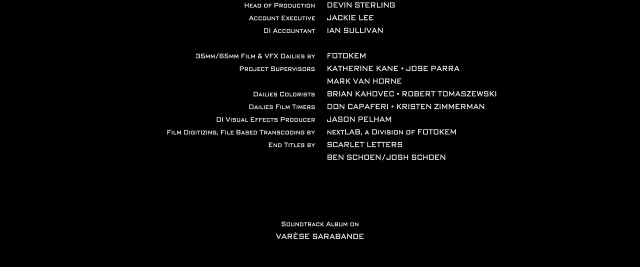 Head of Production DEVIN STERLING
Account Executive JACKIE LEE
DI Accountant IAN SULLIVAN
35mm/65mm Film & VFX Dailies by FOTOKEM
Project Supervisors KATHERINE KANE • JOSE PARRA
MARK VAN HORNE
Dailies Colorists BRIAN KAHOVEC • ROBERT TOMASZEWSKI
Dailies Film Timers DON CAPAFERI • KRISTEN ZIMMERMAN
DI Visual Effects Producer JASON PELHAM
Film Digitizing, File Based Transcoding by nextLAB, a Division of FOTOKEM
End Titles by SCARLET LETTERS
BEN SCHOEN/JOSH SCHOEN
Soundtrack Album on
VARÈSE SARABANDE